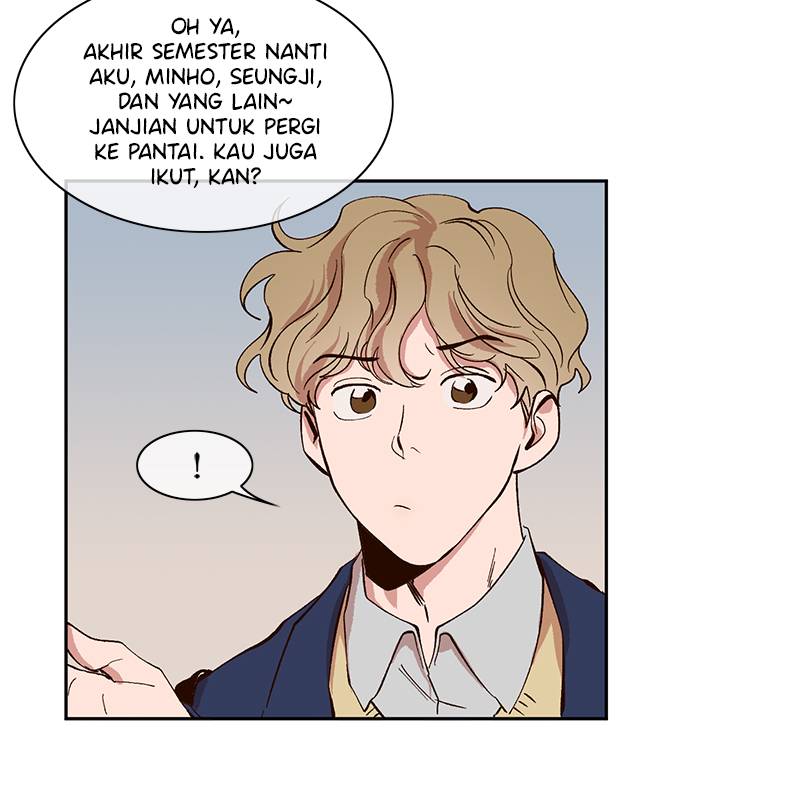 OH YA,
AKHIR SEMESTER NANTI
AKU, MINHO, SEUNGJI,
DAN YANG LAIN~
JANJIAN UNTUK PERGI
KE PANTAI. KAU JUGA
IKUT, KAN?
!